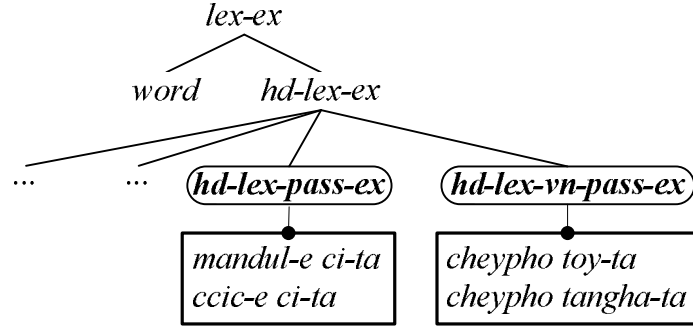 lex-ex
word hd-lex-ex
... ... hd-lex-pass-ex hd-lex-vn-pass-ex
mandul-e ci-ta cheypho toy-ta
ccic-e ci-ta cheypho tangha-ta